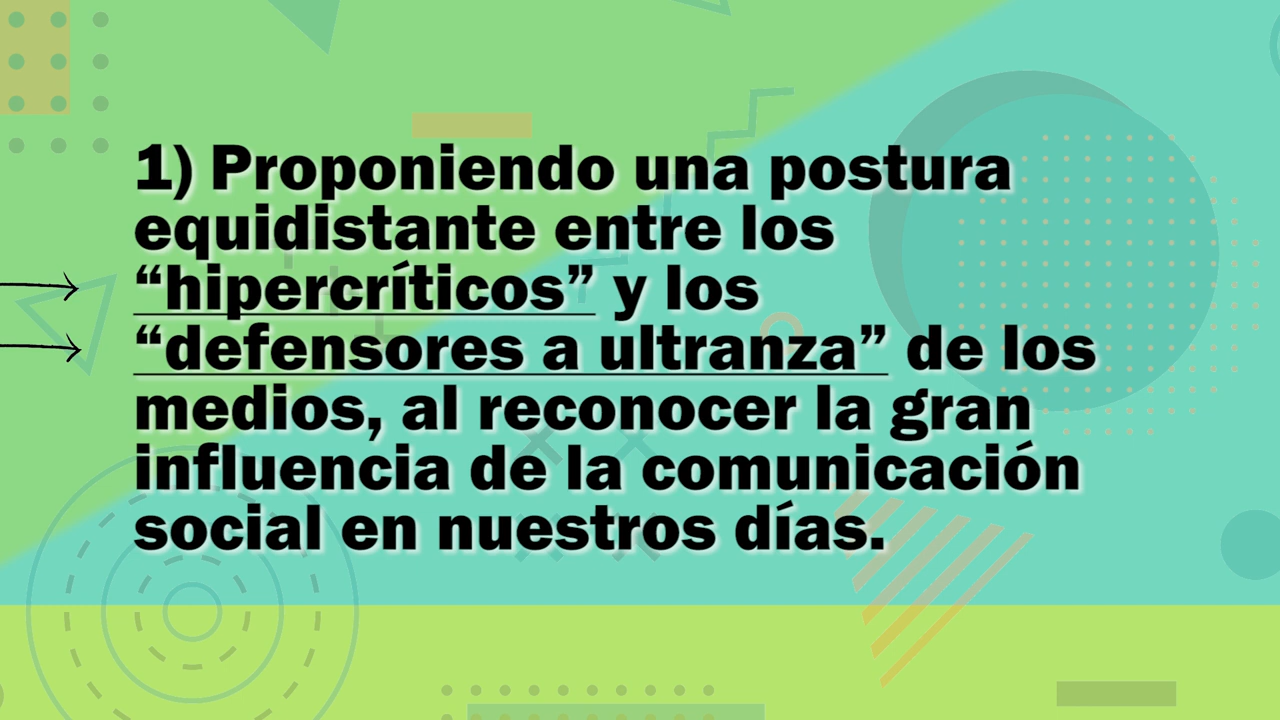 1) Proponiendo una postura
equidistante entre los
“hipercríticos” y los
“defensores a ultranza” de los
medios, al reconocer la gran
influencia de la comunicación
social en nuestros días.